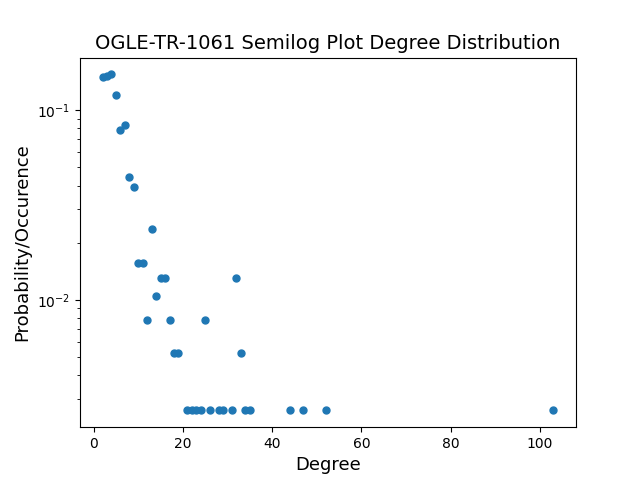 OGLE-TR-1061 Semilog Plot Degree Distribution
Probability/Occurence
10⁻¹
10⁻²
0 20 40 60 80 100
Degree